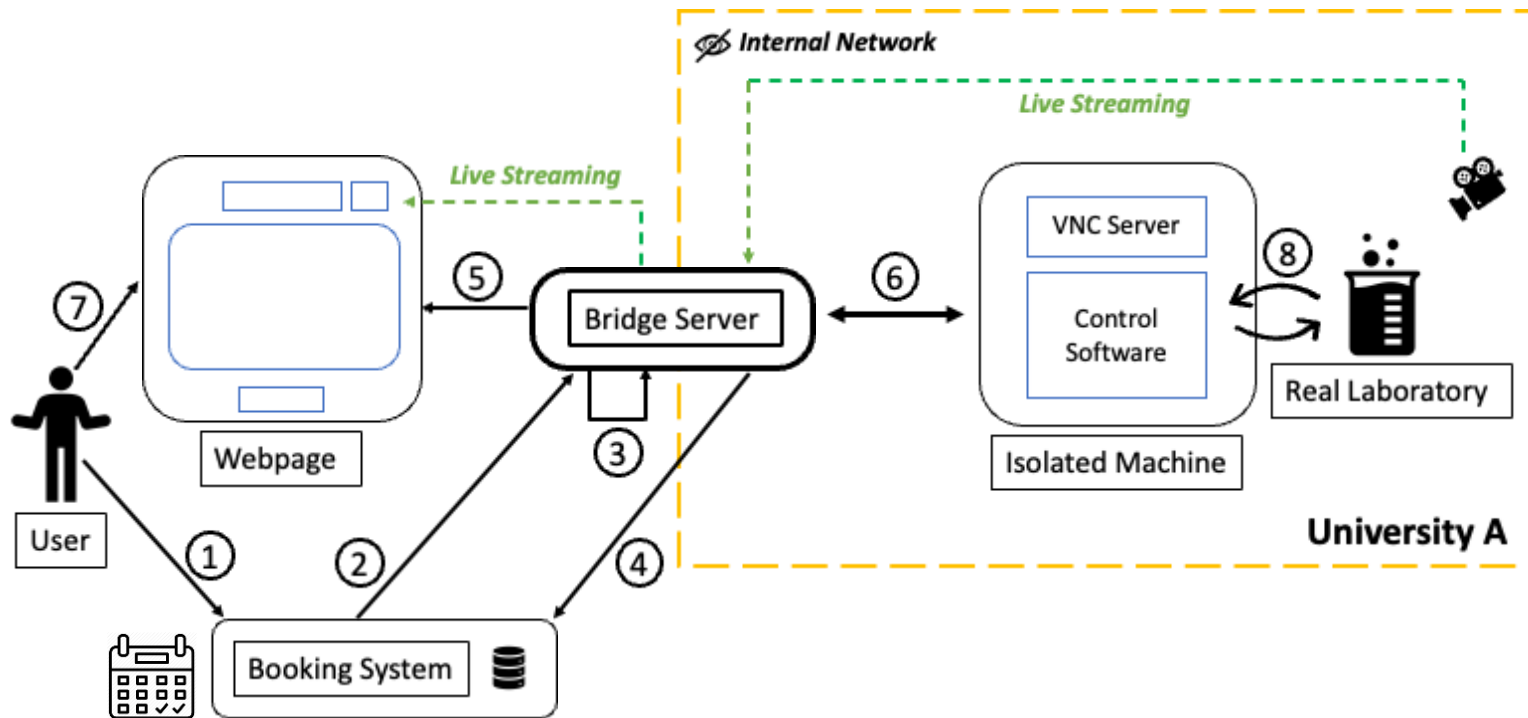 Internal Network
Live Streaming
Live Streaming
VNC Server
8
5
6
7
Bridge Server
Control
Software
Real Laboratory
3
Webpage
Isolated Machine
User
1
2
4
University A
Booking System